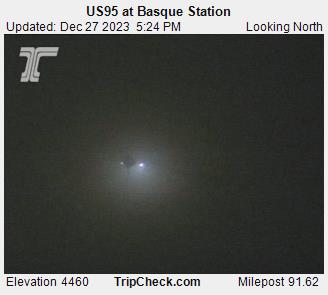 US95 at Basque Station
Updated: Dec 27 2023 5:24 PM Looking North
Elevation 4460 TripCheck.com Milepost 91.62